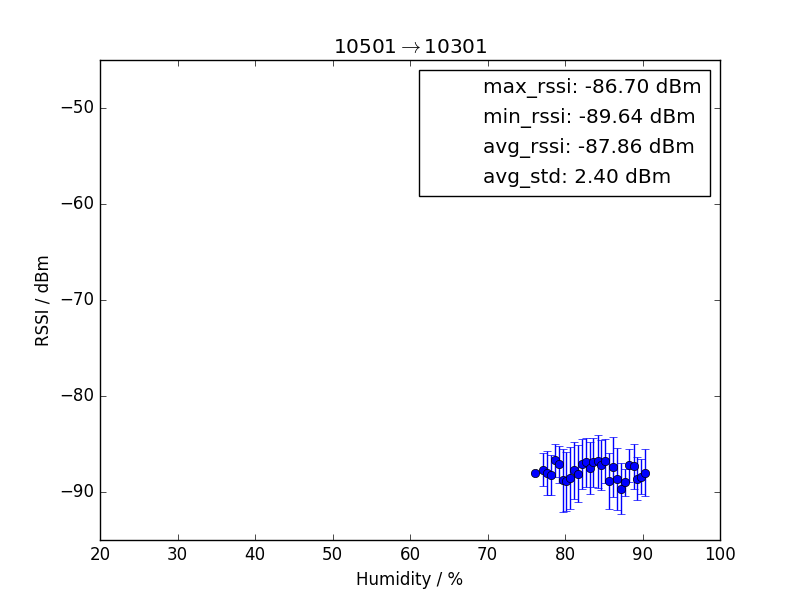 10501→10301
max_rssi: -86.70 dBm
min_rssi: -89.64 dBm
avg_rssi: -87.86 dBm
avg_std: 2.40 dBm
−50
−60
−70
−80
−90
RSSI / dBm
20 30 40 50 60 70 80 90 100
Humidity / %